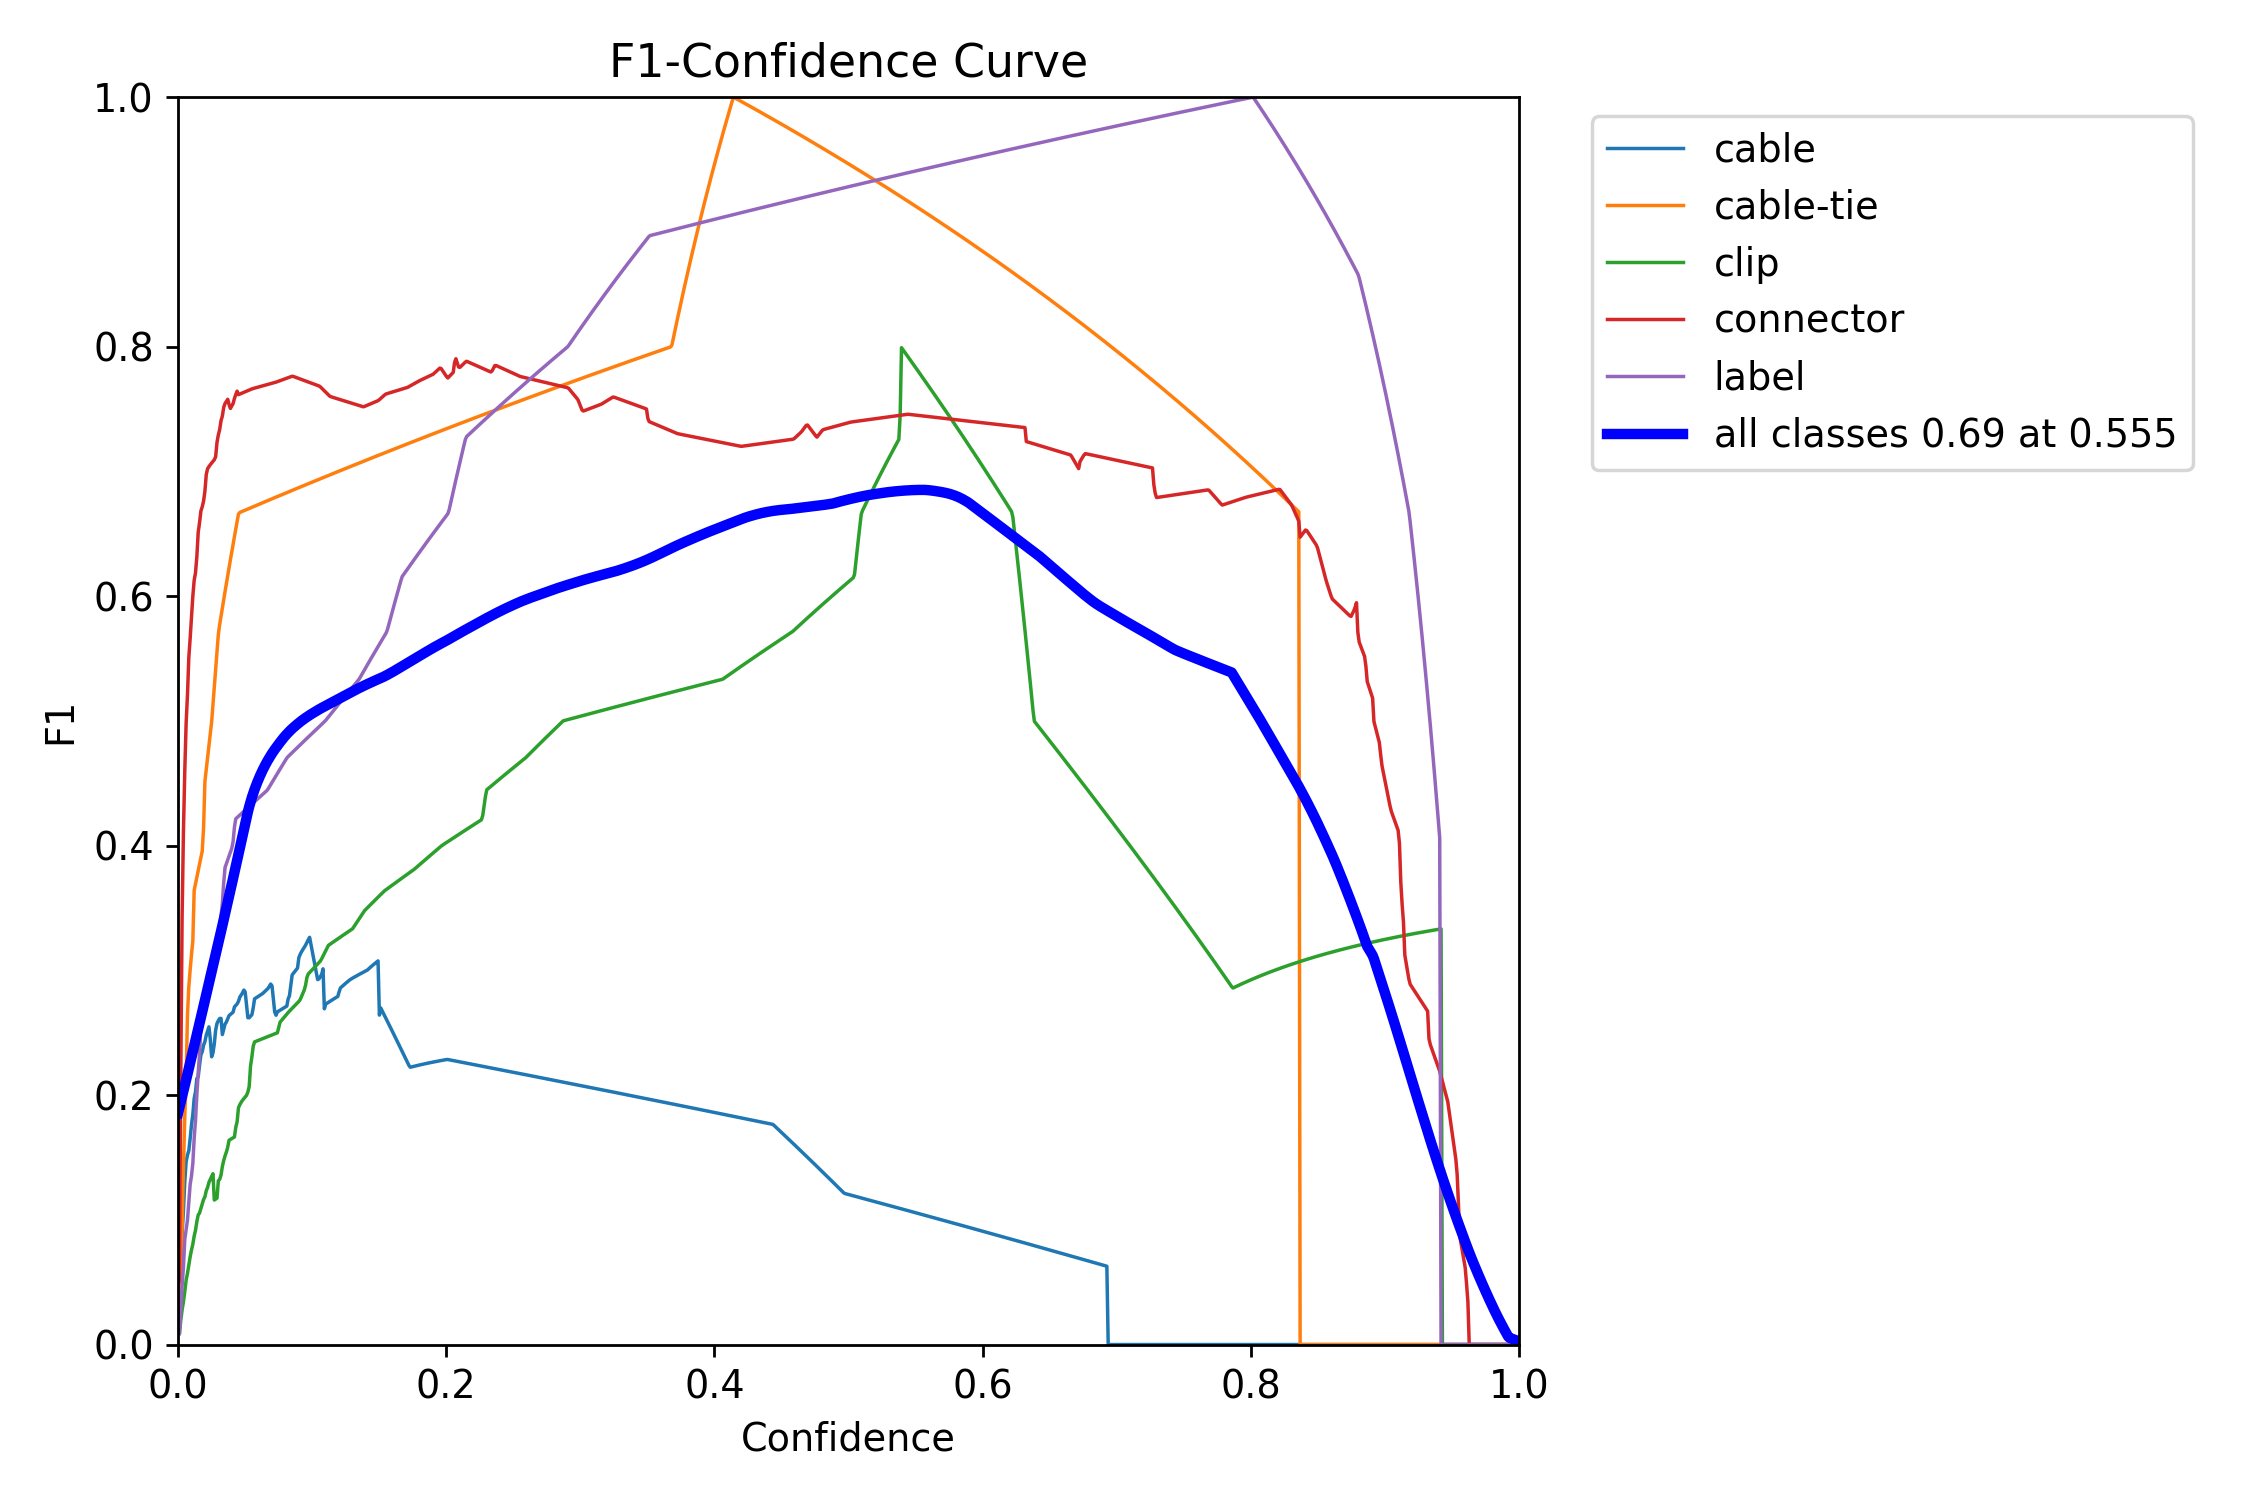 F1-Confidence Curve
1.0
0.8
0.6
0.4
0.2
0.0
F1
0.0 0.2 0.4 0.6 0.8 1.0
Confidence
cable
cable-tie
clip
connector
label
all classes 0.69 at 0.555